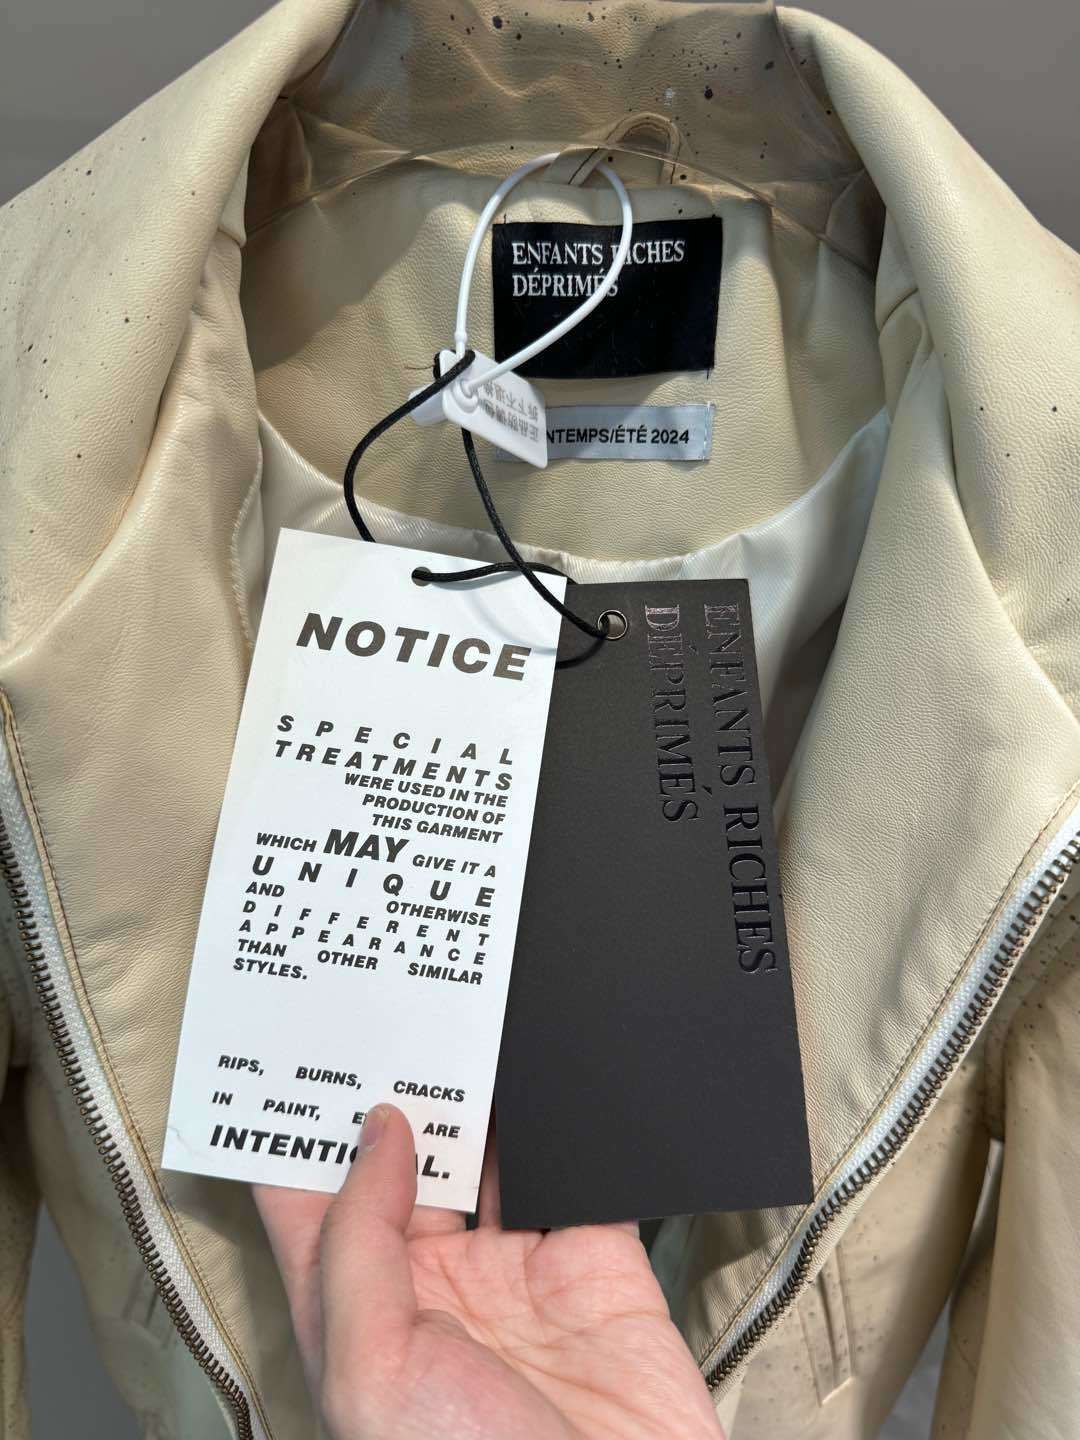 ENFANTS RICHES
DÉPRIMÉS
NTEMPS/ÉTÉ 2024
NOTICE
SPECIAL
TREATMENTS
WERE USED IN THE
PRODUCTION OF
THIS GARMENT
WHICH MAY GIVE IT A
UNIQUE
AND OTHERWISE
DIFFERENT
APPEARANCE
THAN OTHER SIMILAR
STYLES.
RIPS, BURNS, CRACKS
IN PAINT, ARE
INTENTIONAL.
ENFANTS RICHES
DÉPRIMÉS